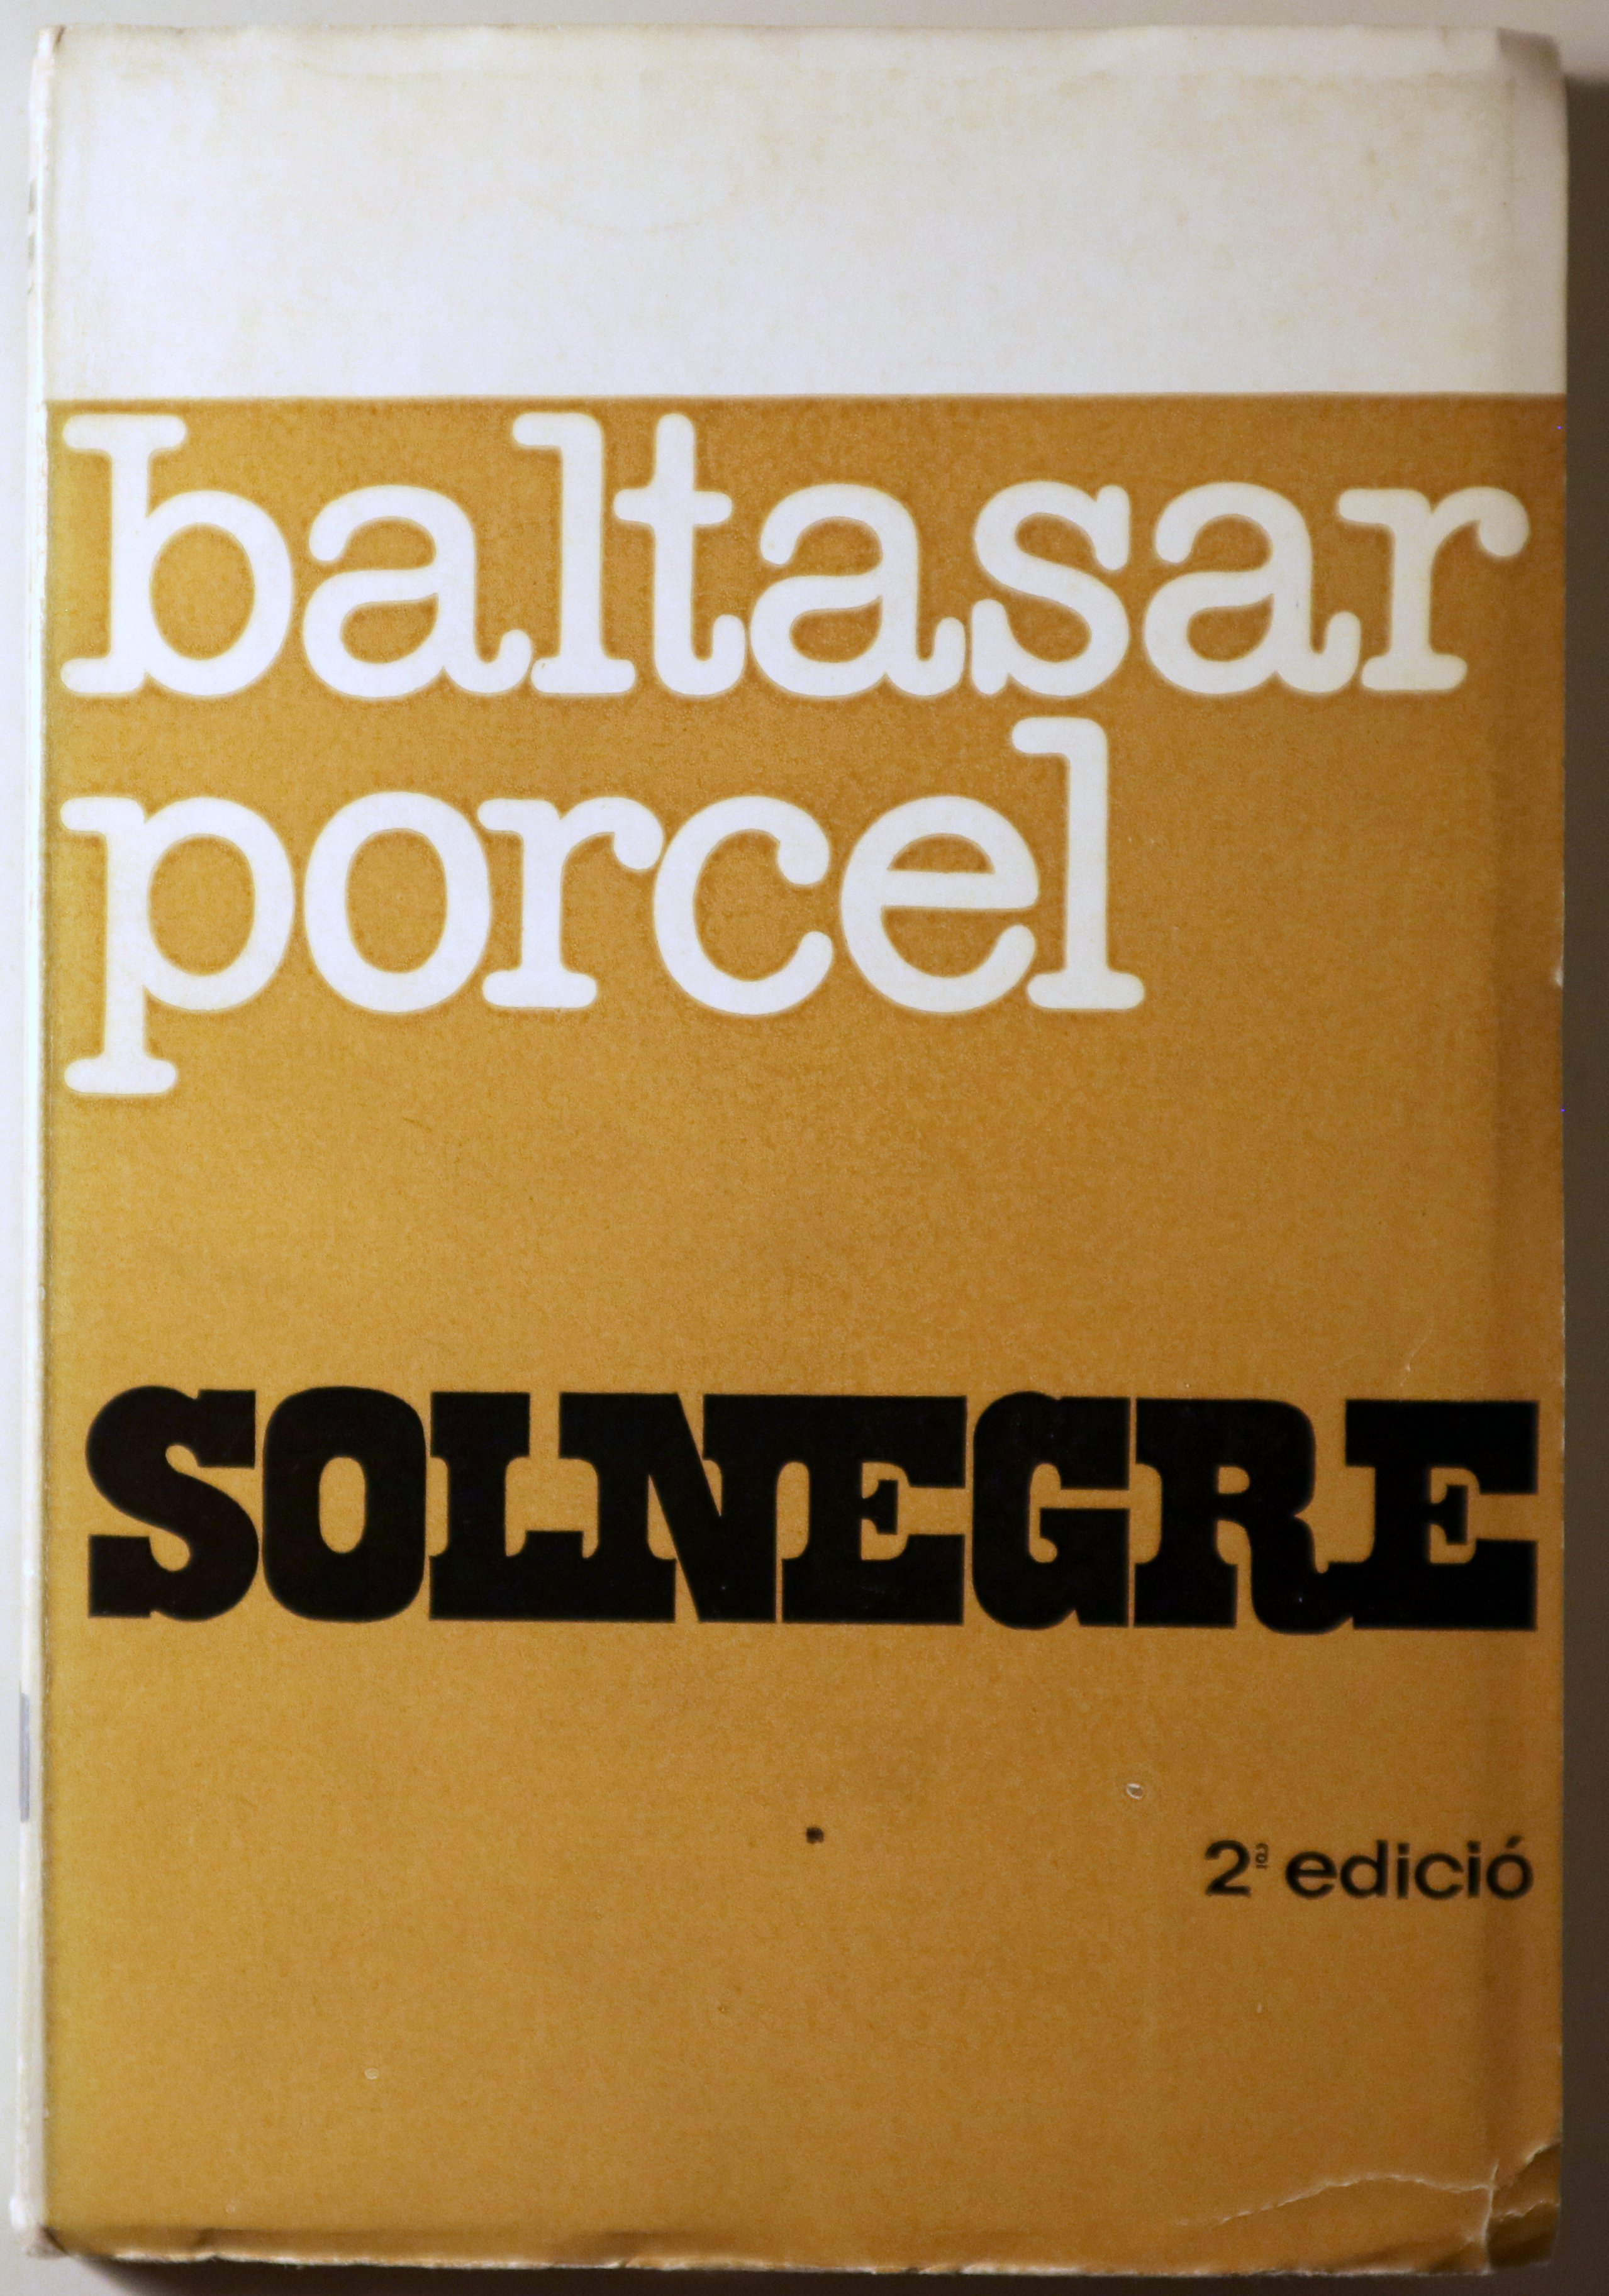 baltasar
porcel
SOLNEGRE
2ª edició